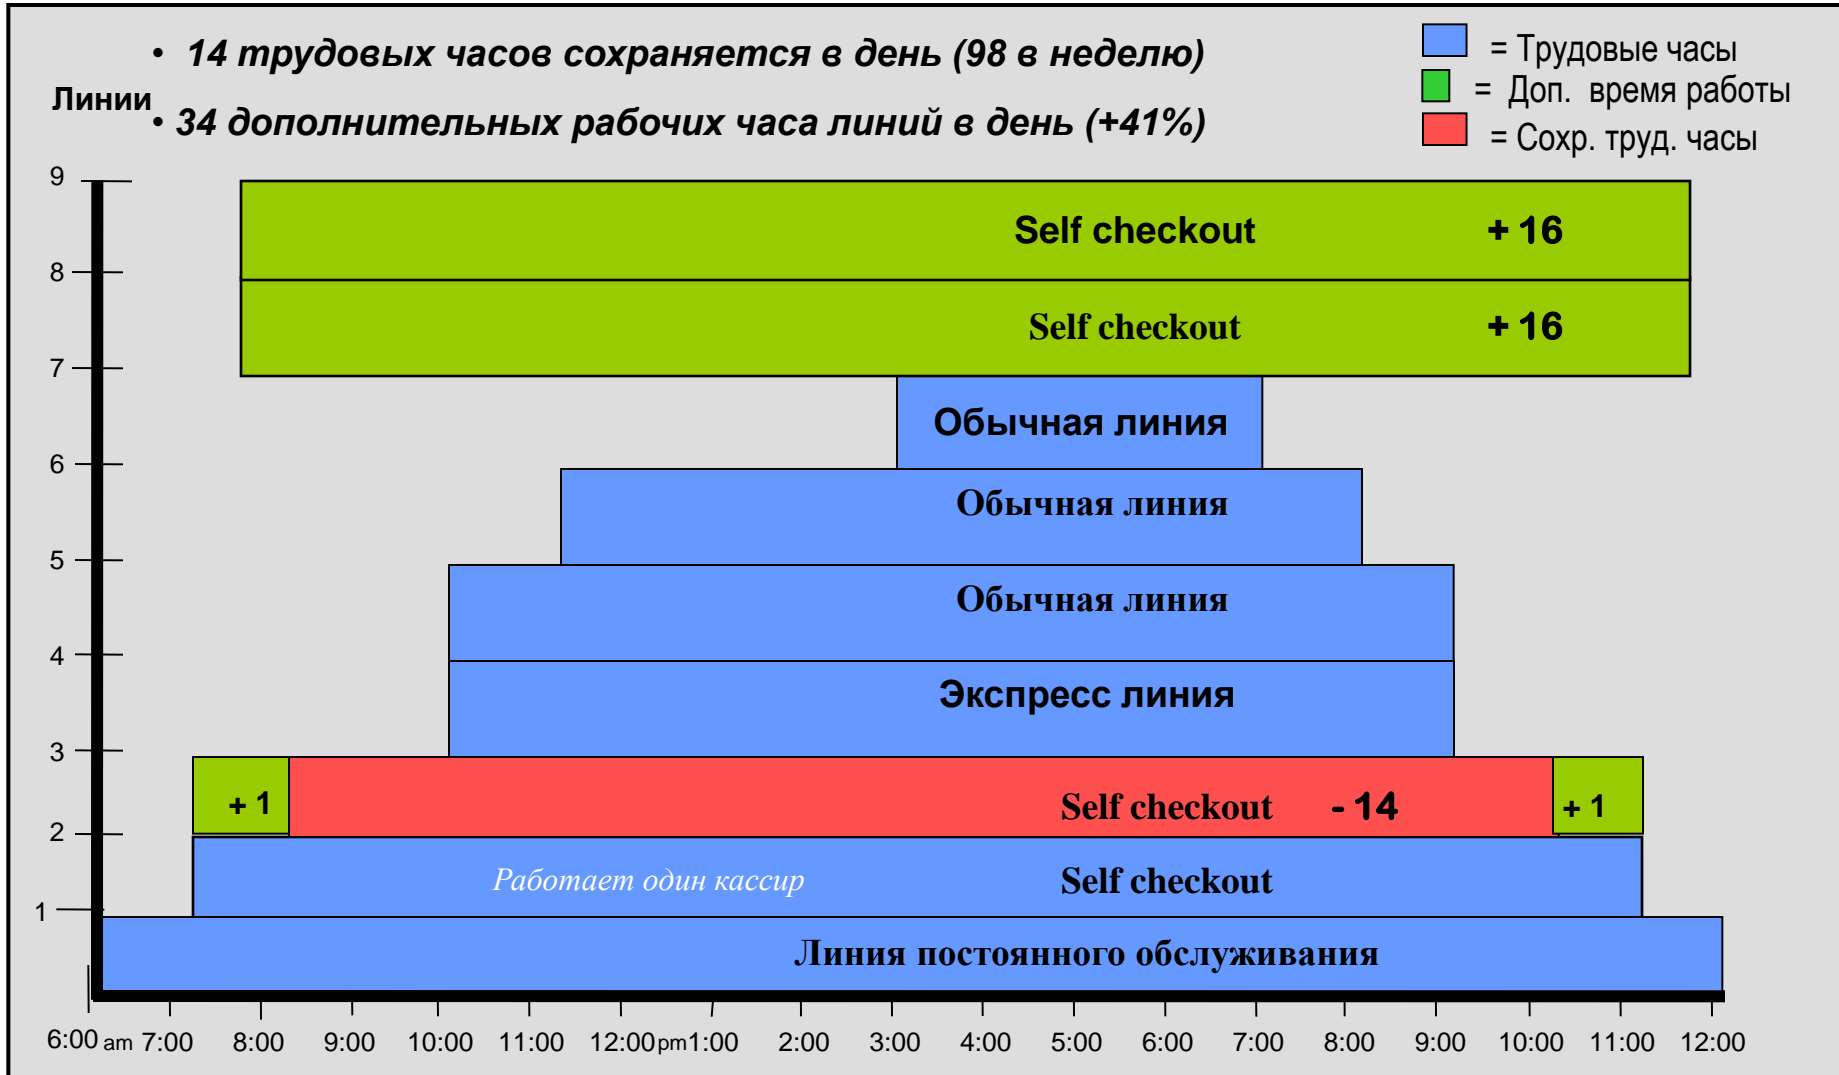 • 14 трудовых часов сохраняется в день (98 в неделю)
= Трудовые часы
= Доп. время работы
Линии
• 34 дополнительных рабочих часа линий в день (+41%)
= Сохр. труд. часы
9
Self checkout + 16
8
Self checkout + 16
7
Обычная линия
6
Обычная линия
5
Обычная линия
4
Экспресс линия
3
+ 1 Self checkout - 14 + 1
2
Работает один кассир Self checkout
1
Линия постоянного обслуживания
6:00 am 7:00 8:00 9:00 10:00 11:00 12:00 pm 1:00 2:00 3:00 4:00 5:00 6:00 7:00 8:00 9:00 10:00 11:00 12:00